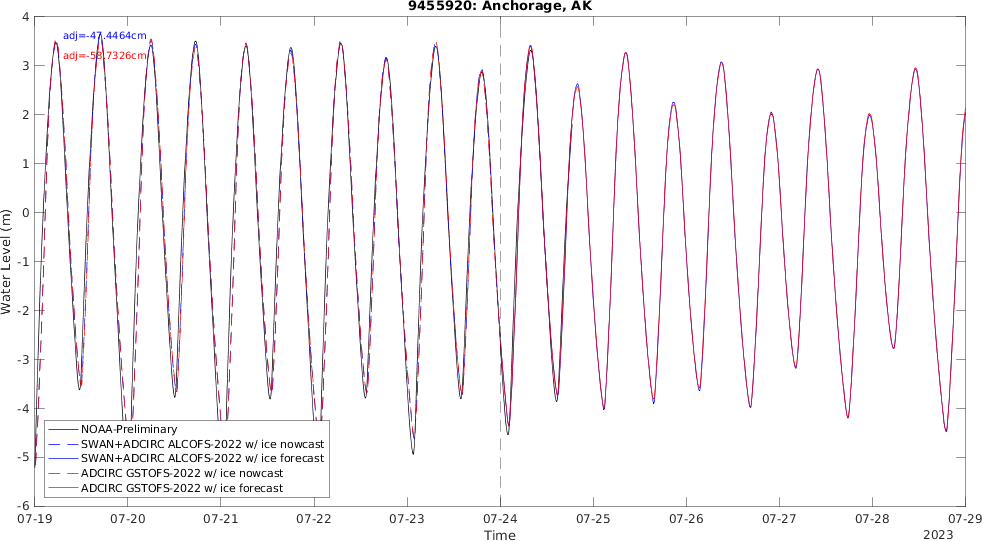 9455920: Anchorage, AK
adj=-47.4464cm
adj=-58.7326cm
Water Level (m)
4
3
2
1
0
-1
-2
-3
-4
-5
-6
NOAA-Preliminary
SWAN+ADCIRC ALCOFS-2022 w/ ice nowcast
SWAN+ADCIRC ALCOFS-2022 w/ ice forecast
ADCIRC GSTOFS-2022 w/ ice nowcast
ADCIRC GSTOFS-2022 w/ ice forecast
07-19 07-20 07-21 07-22 07-23 07-24 07-25 07-26 07-27 07-28 07-29
Time
2023